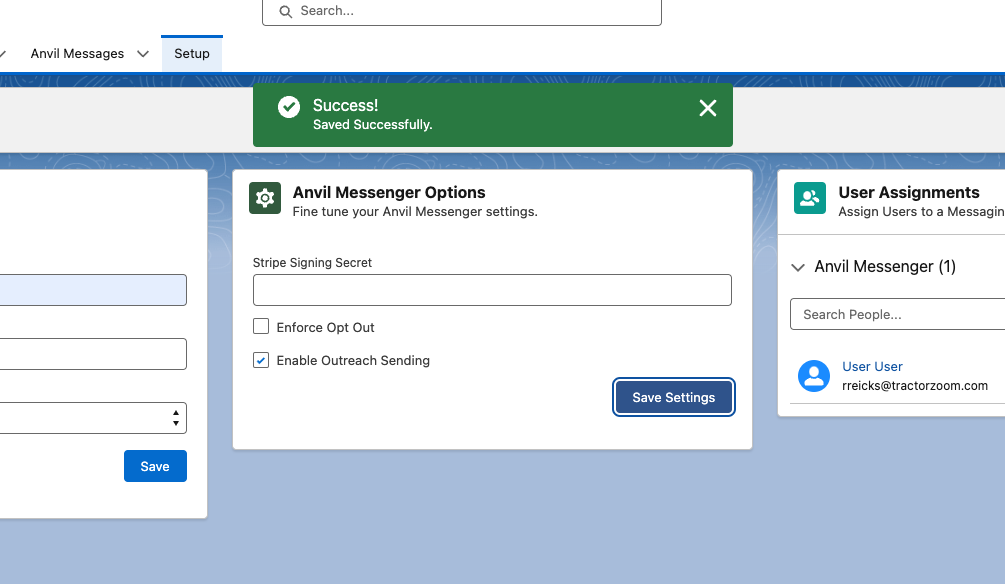 Search...
Anvil Messages
Setup
Success!
Saved Successfully.
Anvil Messenger Options
Fine tune your Anvil Messenger settings.
Stripe Signing Secret
Enforce Opt Out
Enable Outreach Sending
Save Settings
Save
User Assignments
Assign Users to a
Anvil Messenger (1)
Search People...
User User
rreicks@tractorzoom.com